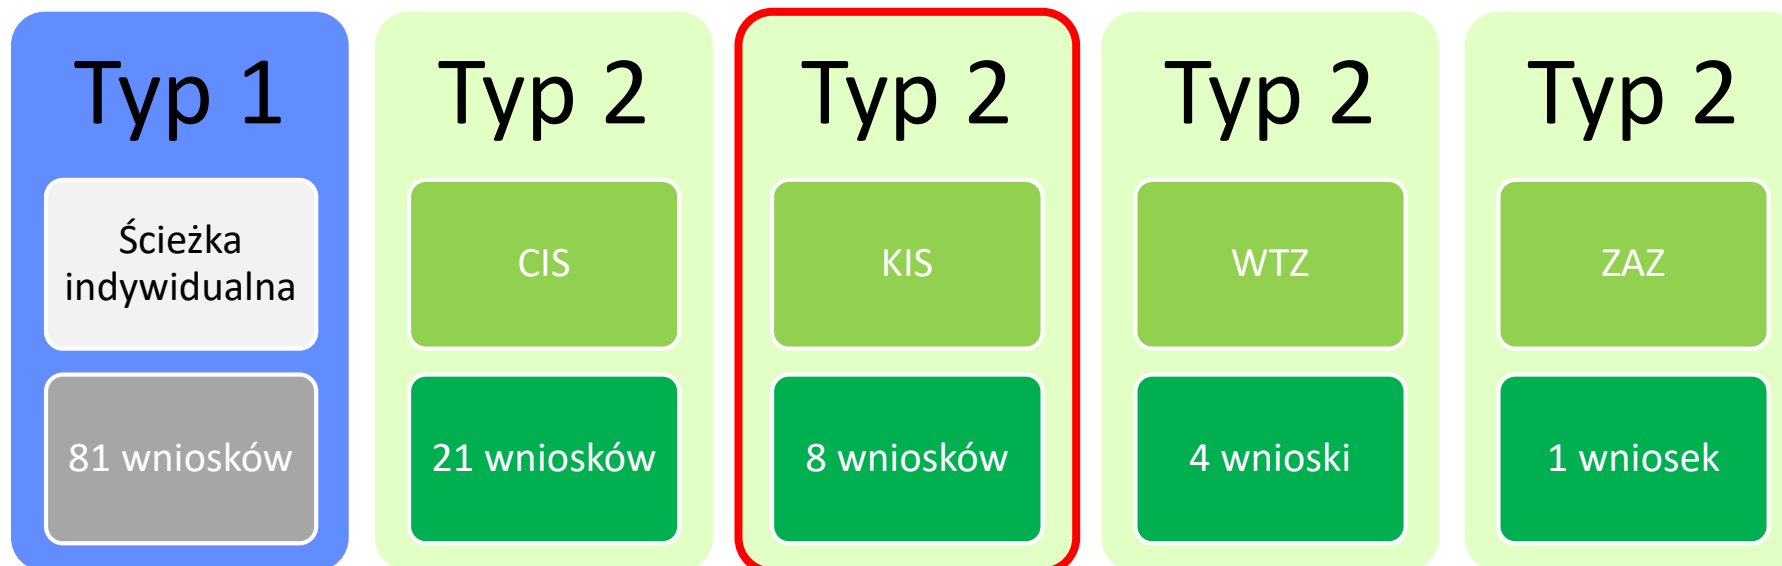 Typ 1
Ścieżka
indywidualna
81 wniosków
Typ 2
CIS
21 wniosków
Typ 2
KIS
8 wniosków
Typ 2
WTZ
4 wnioski
Typ 2
ZAZ
1 wniosek